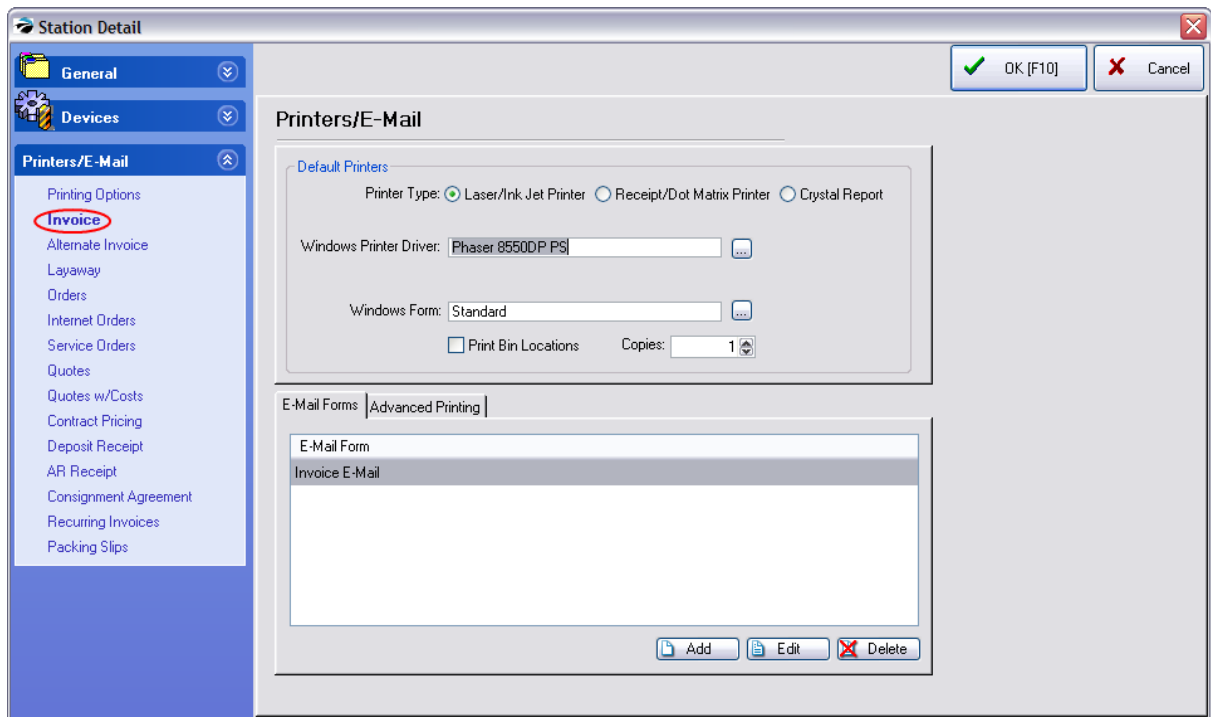 Station Detail
General
Devices
Printers/E-Mail
Printing Options
Invoice
Alternate Invoice
Layaway
Orders
Internet Orders
Service Orders
Quotes
Quotes w/Costs
Contract Pricing
Deposit Receipt
AR Receipt
Consignment Agreement
Recurring Invoices
Packing Slips
OK [F10] Cancel
Printers/E-Mail
Default Printers
Printer Type: Laser/Ink Jet Printer Receipt/Dot Matrix Printer Crystal Report
Windows Printer Driver: Phaser 8550DP PS ...
Windows Form: Standard ...
Print Bin Locations Copies: 1
E-Mail Forms Advanced Printing
E-Mail Form
Invoice E-Mail
Add Edit Delete